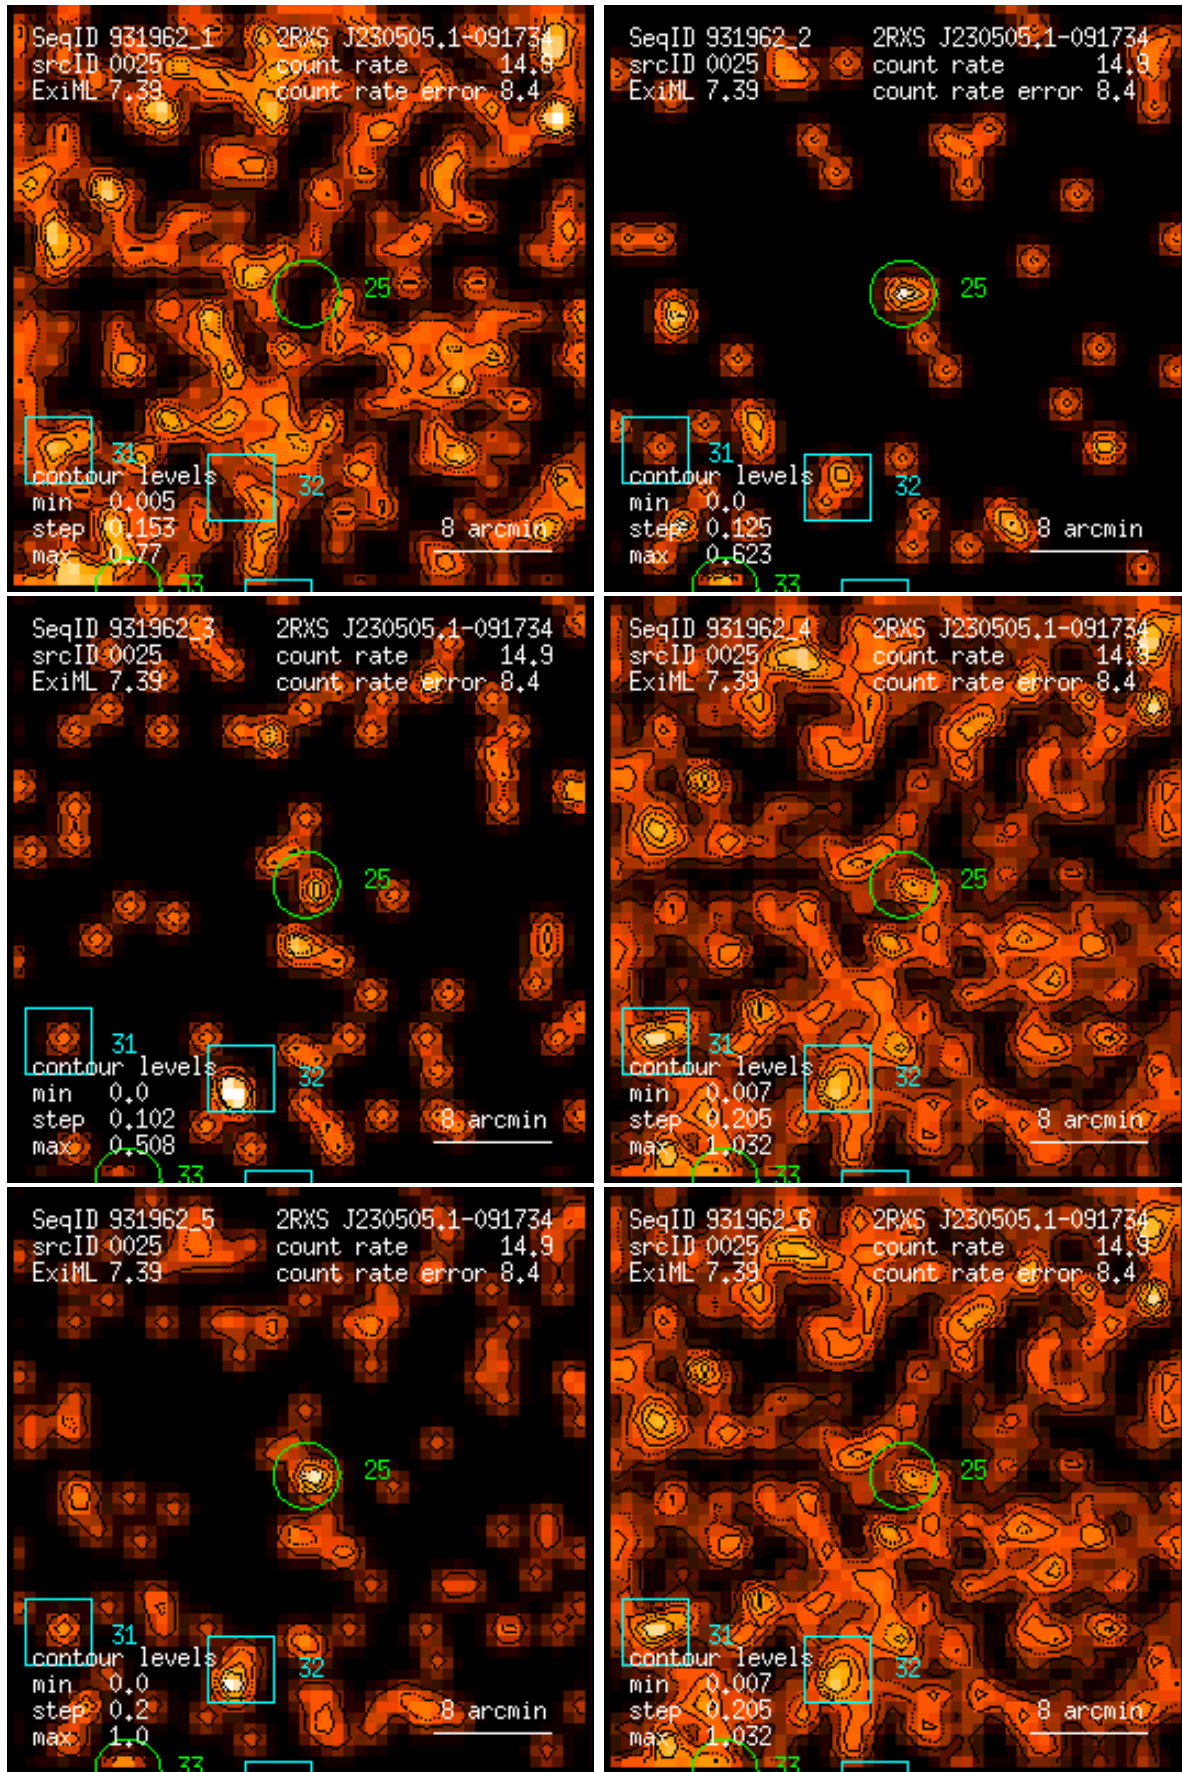 SeqID 931962_1 2RXS J230505.1-091734
srcID 0025 count rate 14.9
ExiML 7.39 count rate error 8.4
25
31
contour levels
32
min 0.005
step 0.153 8 arcmin
max 0.77
33
SeqID 931962_2 2RXS J230505.1-091734
srcID 0025 count rate 14.9
ExiML 7.39 count rate error 8.4
25
31
contour levels
32
min 0.0
step 0.125 8 arcmin
max 0.623
33
SeqID 931962_3 2RXS J230505.1-091734
srcID 0025 count rate 14.9
ExiML 7.39 count rate error 8.4
25
31
contour levels
32
min 0.0
step 0.102 8 arcmin
max 0.508
33
SeqID 931962_4 2RXS J230505.1-091734
srcID 0025 count rate 14.9
ExiML 7.39 count rate error 8.4
25
31
contour levels
32
min 0.007
step 0.205 8 arcmin
max 1.032
33
SeqID 931962_5 2RXS J230505.1-091734
srcID 0025 count rate 14.9
ExiML 7.39 count rate error 8.4
25
31
contour levels
32
min 0.0
step 0.2 8 arcmin
max 1.0
33
SeqID 931962_6 2RXS J230505.1-091734
srcID 0025 count rate 14.9
ExiML 7.39 count rate error 8.4
25
31
contour levels
32
min 0.007
step 0.205 8 arcmin
max 1.032
33